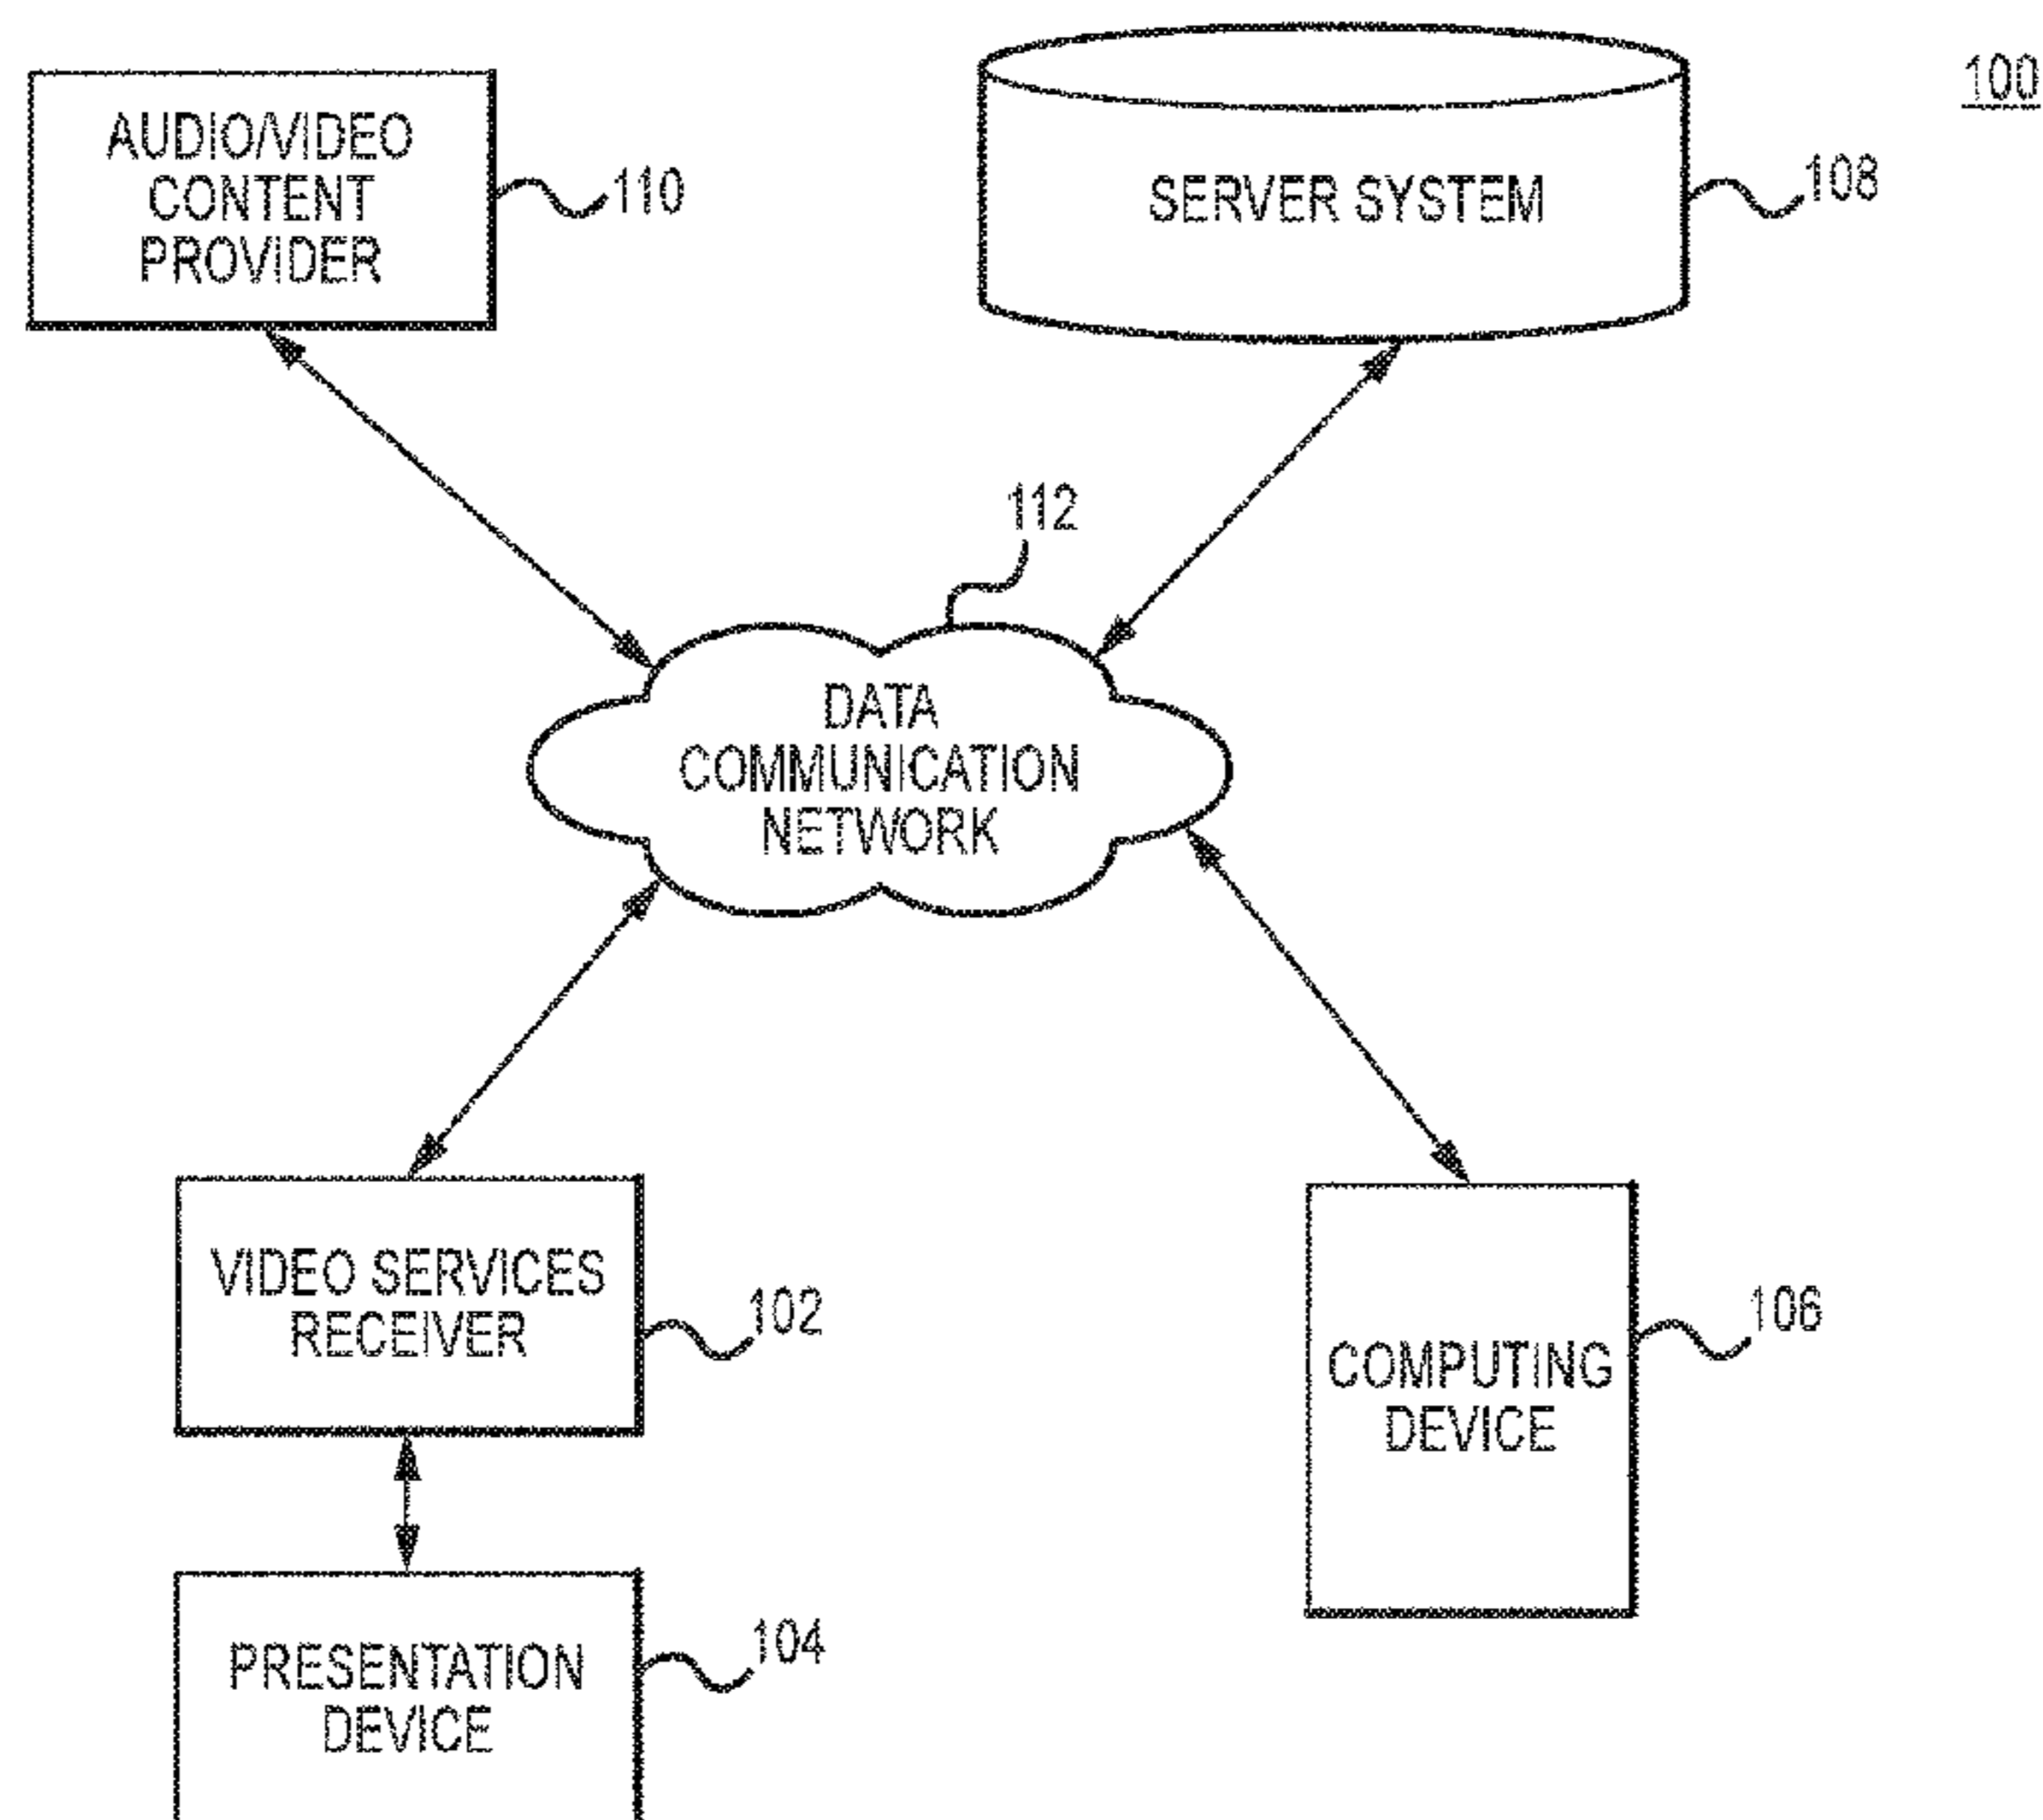 100
AUDIO/VIDEO
CONTENT
PROVIDER
110
SERVER SYSTEM
108
112
DATA
COMMUNICATION
NETWORK
VIDEO SERVICES
RECEIVER
102
COMPUTING
DEVICE
106
PRESENTATION
DEVICE
104